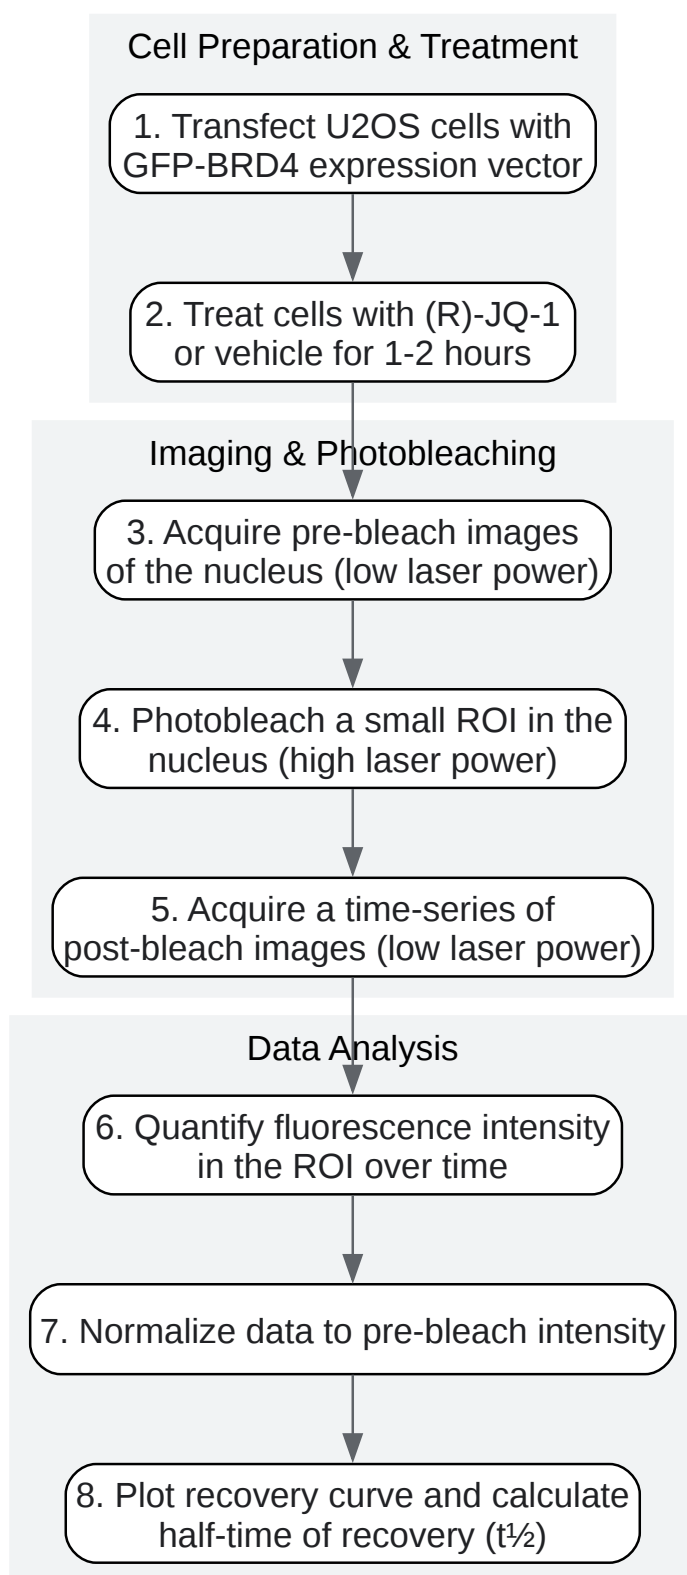 Cell Preparation & Treatment
1. Transfect U2OS cells with
GFP-BRD4 expression vector
2. Treat cells with (R)-JQ-1
or vehicle for 1-2 hours
Imaging & Photobleaching
3. Acquire pre-bleach images
of the nucleus (low laser power)
4. Photobleach a small ROI in the
nucleus (high laser power)
5. Acquire a time-series of
post-bleach images (low laser power)
Data Analysis
6. Quantify fluorescence intensity
in the ROI over time
7. Normalize data to pre-bleach intensity
8. Plot recovery curve and calculate
half-time of recovery (t½)